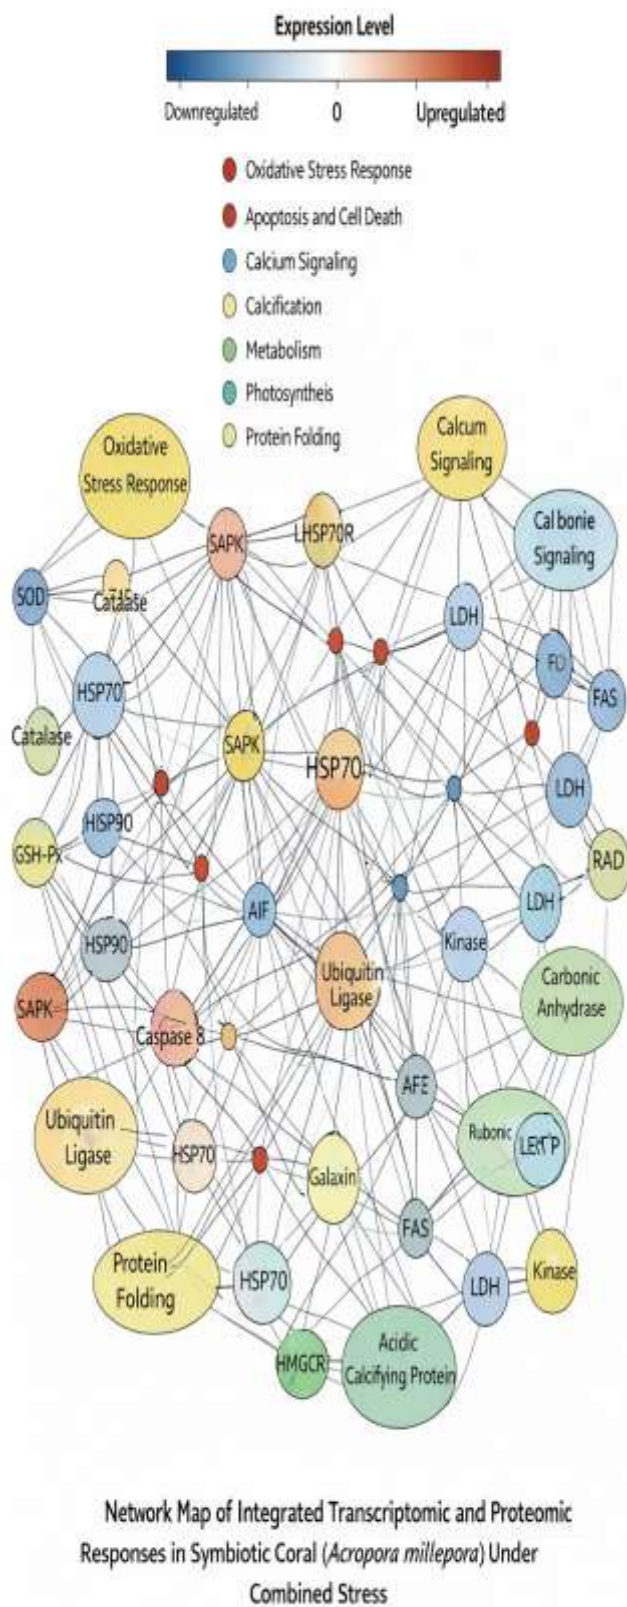 Expression Level
Downregulated 0 Upregulated
Oxidative Stress Response
Apoptosis and Cell Death
Calcium Signaling
Calcification
Metabolism
Photosyntheis
Protein Folding
Oxidative
Stress Response
Calcum
Signaling
SAPK
LHSP70R
Calbonie
Signaling
SOD
Catalase
LDH
HSP70
FO
FAS
Catalase
SAPK
HSP70
LDH
HISP90
GSH-Px
RAD
AIF
LDH
HSP90
Kinase
Ubiquitin
Ligase
Carbonic
Anhydrase
SAPK
Caspase 8
AFE
Ubiquitin
Ligase
HSP70
Rubonic
Galaxin
FAS
Protein
Folding
HSP70
LDH
Kinase
HMGCR
Acidic
Calcifying Protein
Network Map of Integrated Transcriptomic and Proteomic
Responses in Symbiotic Coral (Acropora millepora) Under
Combined Stress